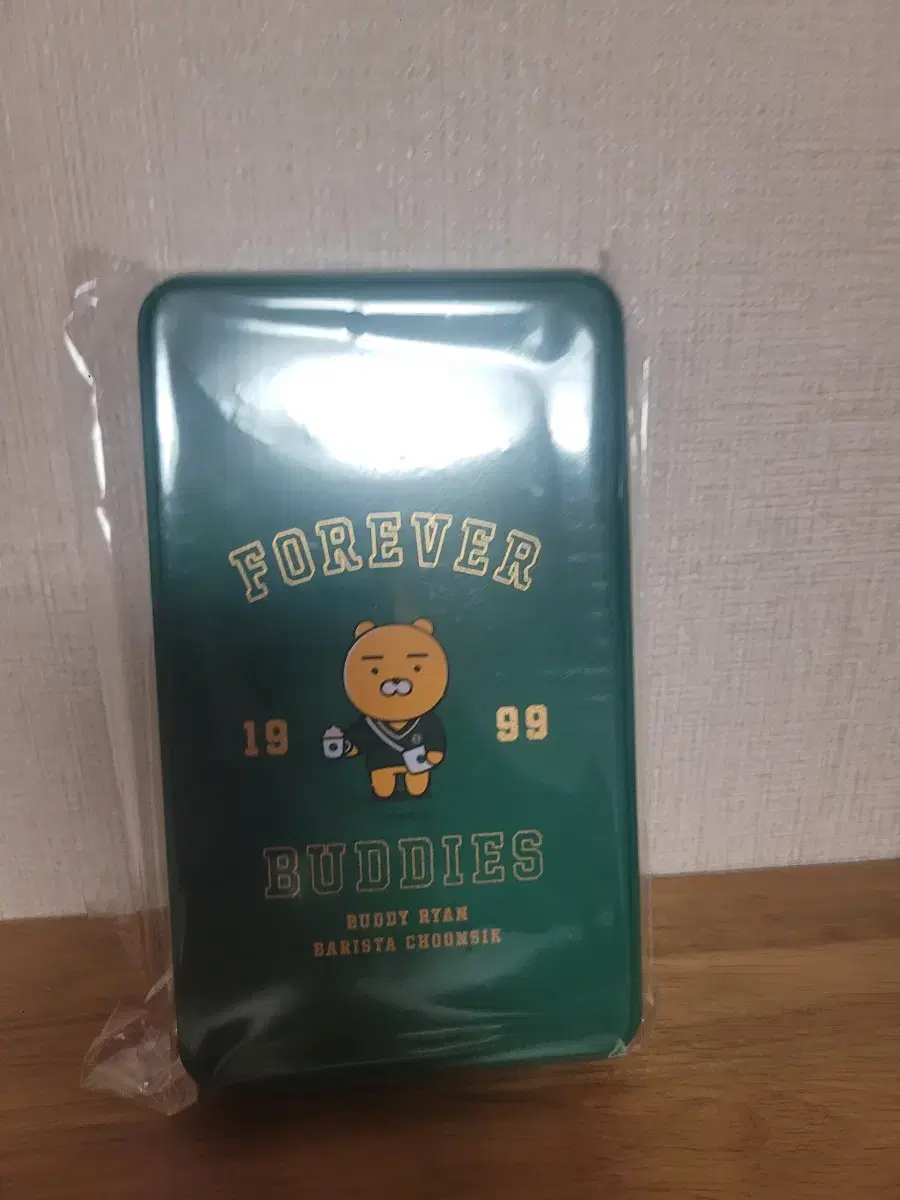 FOREVER
19 99
BUDDIES
BUDDY RYAN
BARISTA CHOONSIK